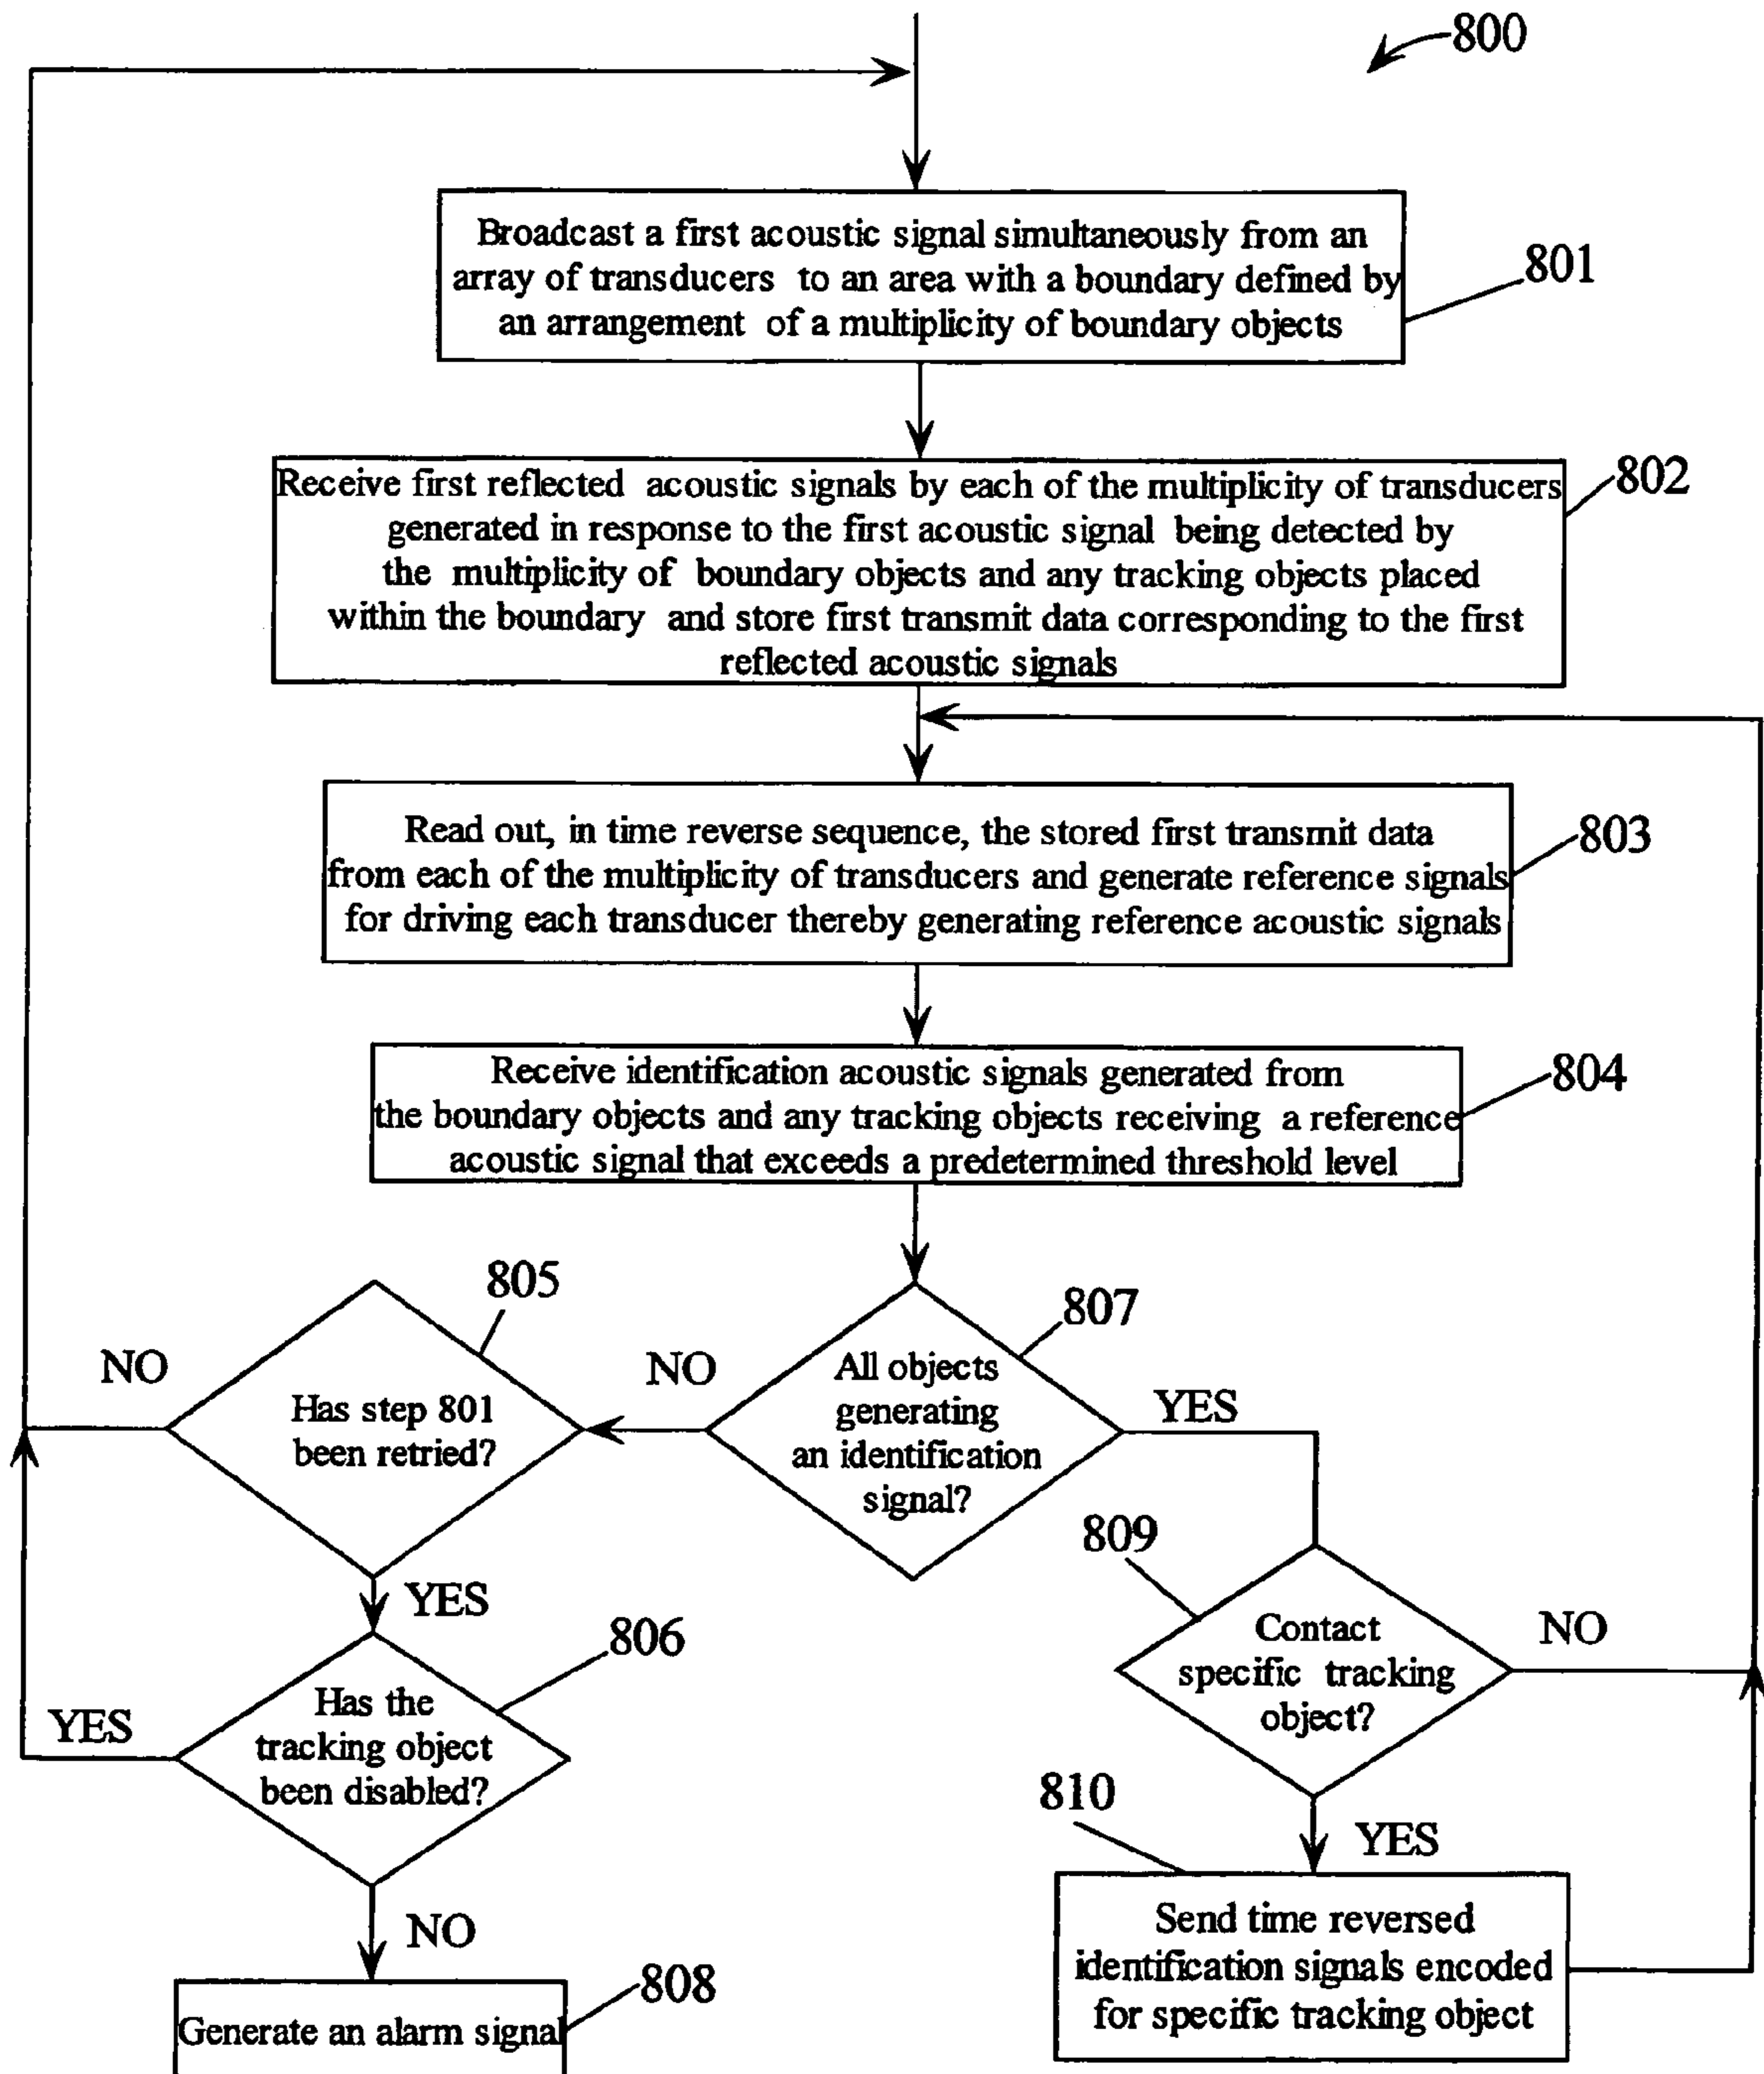 800
Broadcast a first acoustic signal simultaneously from an
array of transducers to an area with a boundary defined by
an arrangement of a multiplicity of boundary objects
801
Receive first reflected acoustic signals by each of the multiplicity of transducers
generated in response to the first acoustic signal being detected by
the multiplicity of boundary objects and any tracking objects placed
within the boundary and store first transmit data corresponding to the first
reflected acoustic signals
802
Read out, in time reverse sequence, the stored first transmit data
from each of the multiplicity of transducers and generate reference signals
for driving each transducer thereby generating reference acoustic signals
803
Receive identification acoustic signals generated from
the boundary objects and any tracking objects receiving a reference
acoustic signal that exceeds a predetermined threshold level
804
805
807
NO
Has step 801
been retried?
NO
All objects
generating
an identification
signal?
YES
YES
809
806
Contact
specific tracking
object?
NO
YES
Has the
tracking object
been disabled?
810
YES
NO
Send time reversed
identification signals encoded
for specific tracking object
808
Generate an alarm signal